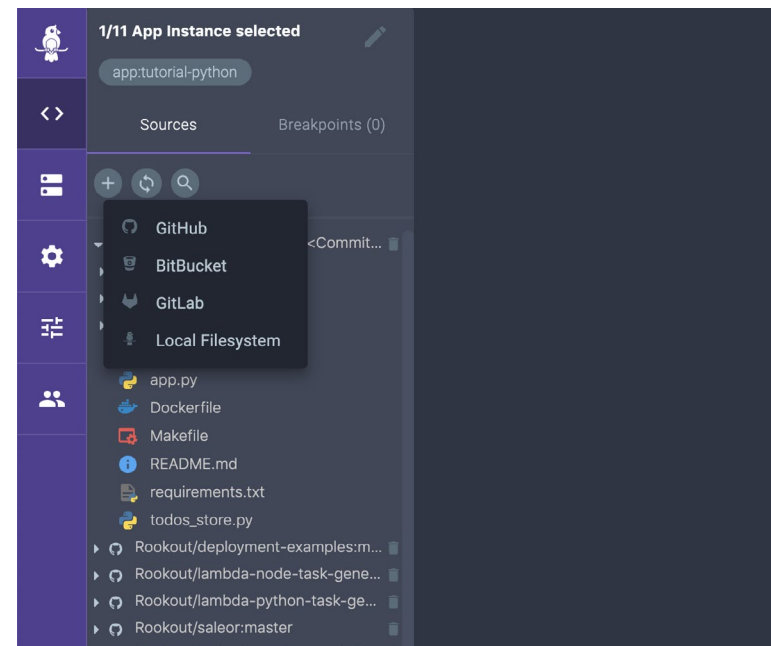 1/11 App Instance selected
app:tutorial-python
Sources
Breakpoints (0)
GitHub
<Commit...
BitBucket
GitLab
Local Filesystem
app.py
Dockerfile
Makefile
README.md
requirements.txt
todos_store.py
Rookout/deployment-examples:m...
Rookout/lambda-node-task-gene...
Rookout/lambda-python-task-ge...
Rookout/saleor:master